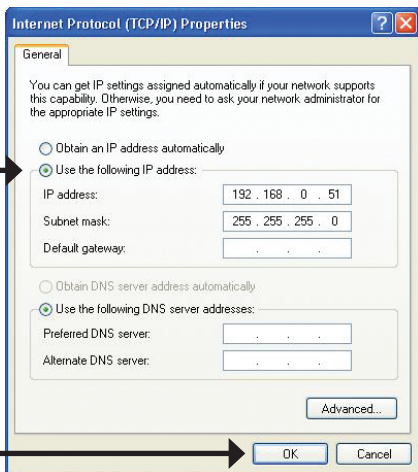 Internet Protocol (TCP/IP) Properties
General
You can get IP settings assigned automatically if your network supports
this capability. Otherwise, you need to ask your network administrator for
the appropriate IP settings.
Obtain an IP address automatically
Use the following IP address:
IP address: 192 . 168 . 0 . 51
Subnet mask: 255 . 255 . 255 . 0
Default gateway: . . .
Obtain DNS server address automatically
Use the following DNS server addresses:
Preferred DNS server: . . .
Alternate DNS server: . . .
Advanced...
OK Cancel